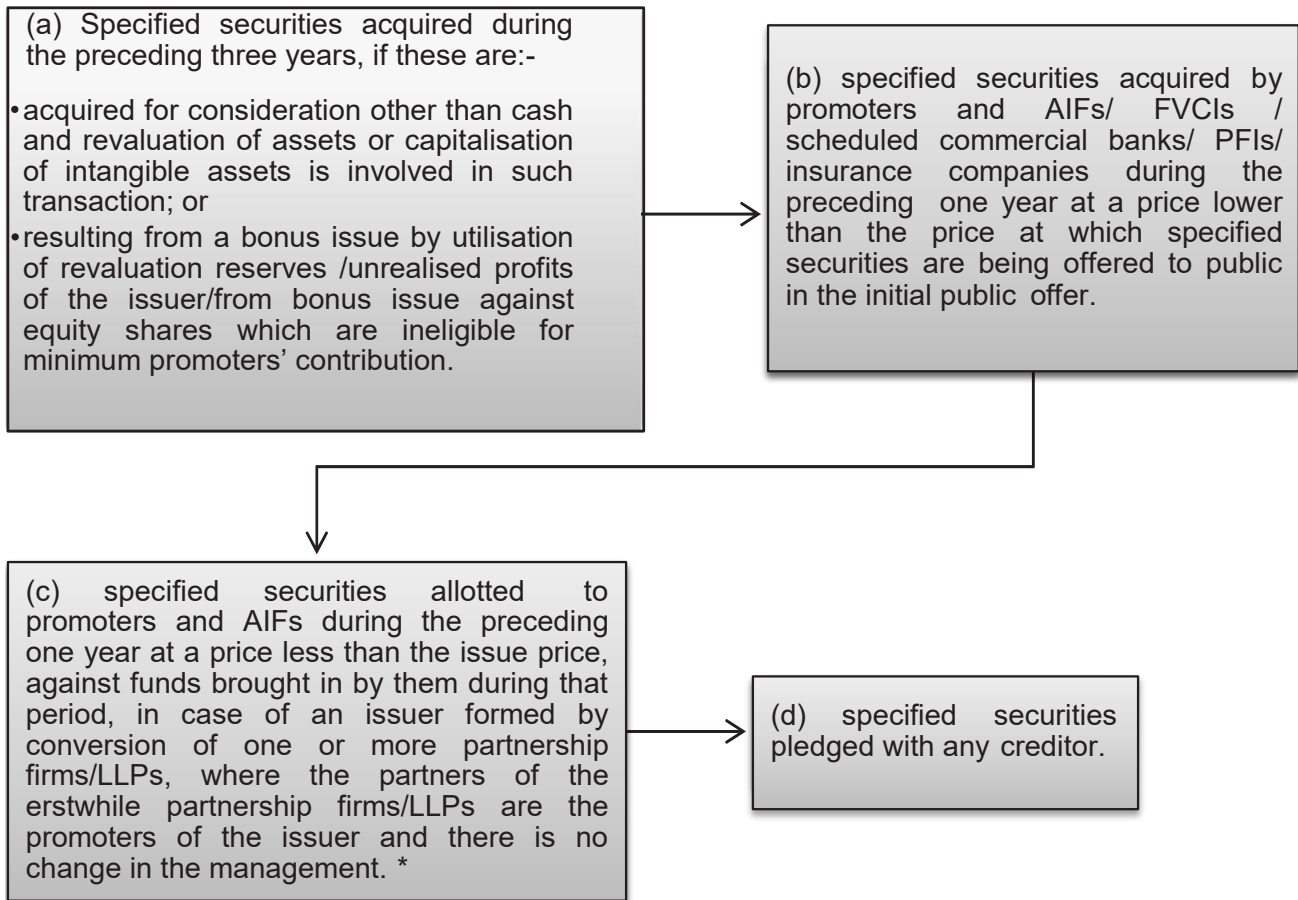 (a) Specified securities acquired during
the preceding three years, if these are:-
•acquired for consideration other than cash
and revaluation of assets or capitalisation
of intangible assets is involved in such
transaction; or
•resulting from a bonus issue by utilisation
of revaluation reserves /unrealised profits
of the issuer/from bonus issue against
equity shares which are ineligible for
minimum promoters’ contribution.
(b) specified securities acquired by
promoters and AIFs/ FVCIs /
scheduled commercial banks/ PFIs/
insurance companies during the
preceding one year at a price lower
than the price at which specified
securities are being offered to public
in the initial public offer.
(c) specified securities allotted to
promoters and AIFs during the preceding
one year at a price less than the issue price,
against funds brought in by them during that
period, in case of an issuer formed by
conversion of one or more partnership
firms/LLPs, where the partners of the
erstwhile partnership firms/LLPs are the
promoters of the issuer and there is no
change in the management. *
(d) specified securities
pledged with any creditor.